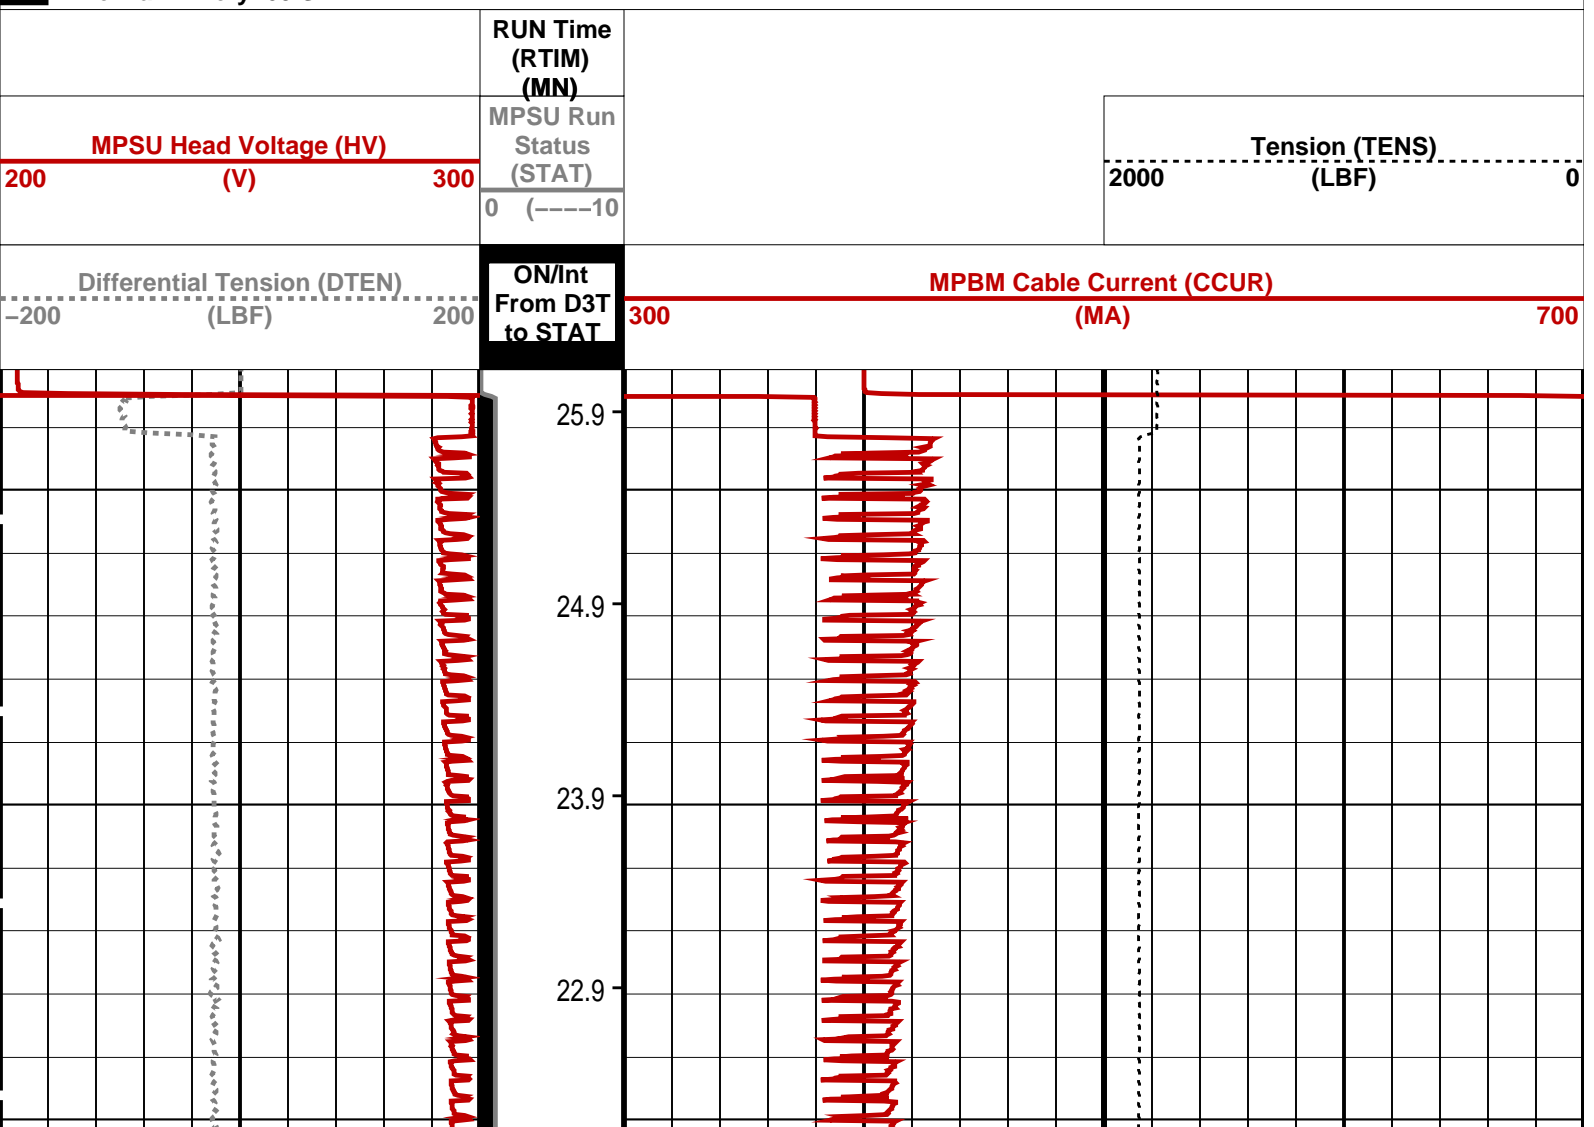 RUN Time
(RTIM)
(MN)
MPSU Head Voltage (HV)
200 (V) 300
MPSU Run
Status
(STAT)
0 (----10
Tension (TENS)
2000 (LBF) 0
Differential Tension (DTEN)
−200 (LBF) 200
ON/Int
From D3T
to STAT
MPBM Cable Current (CCUR)
300 (MA) 700
25.9
24.9
23.9
22.9